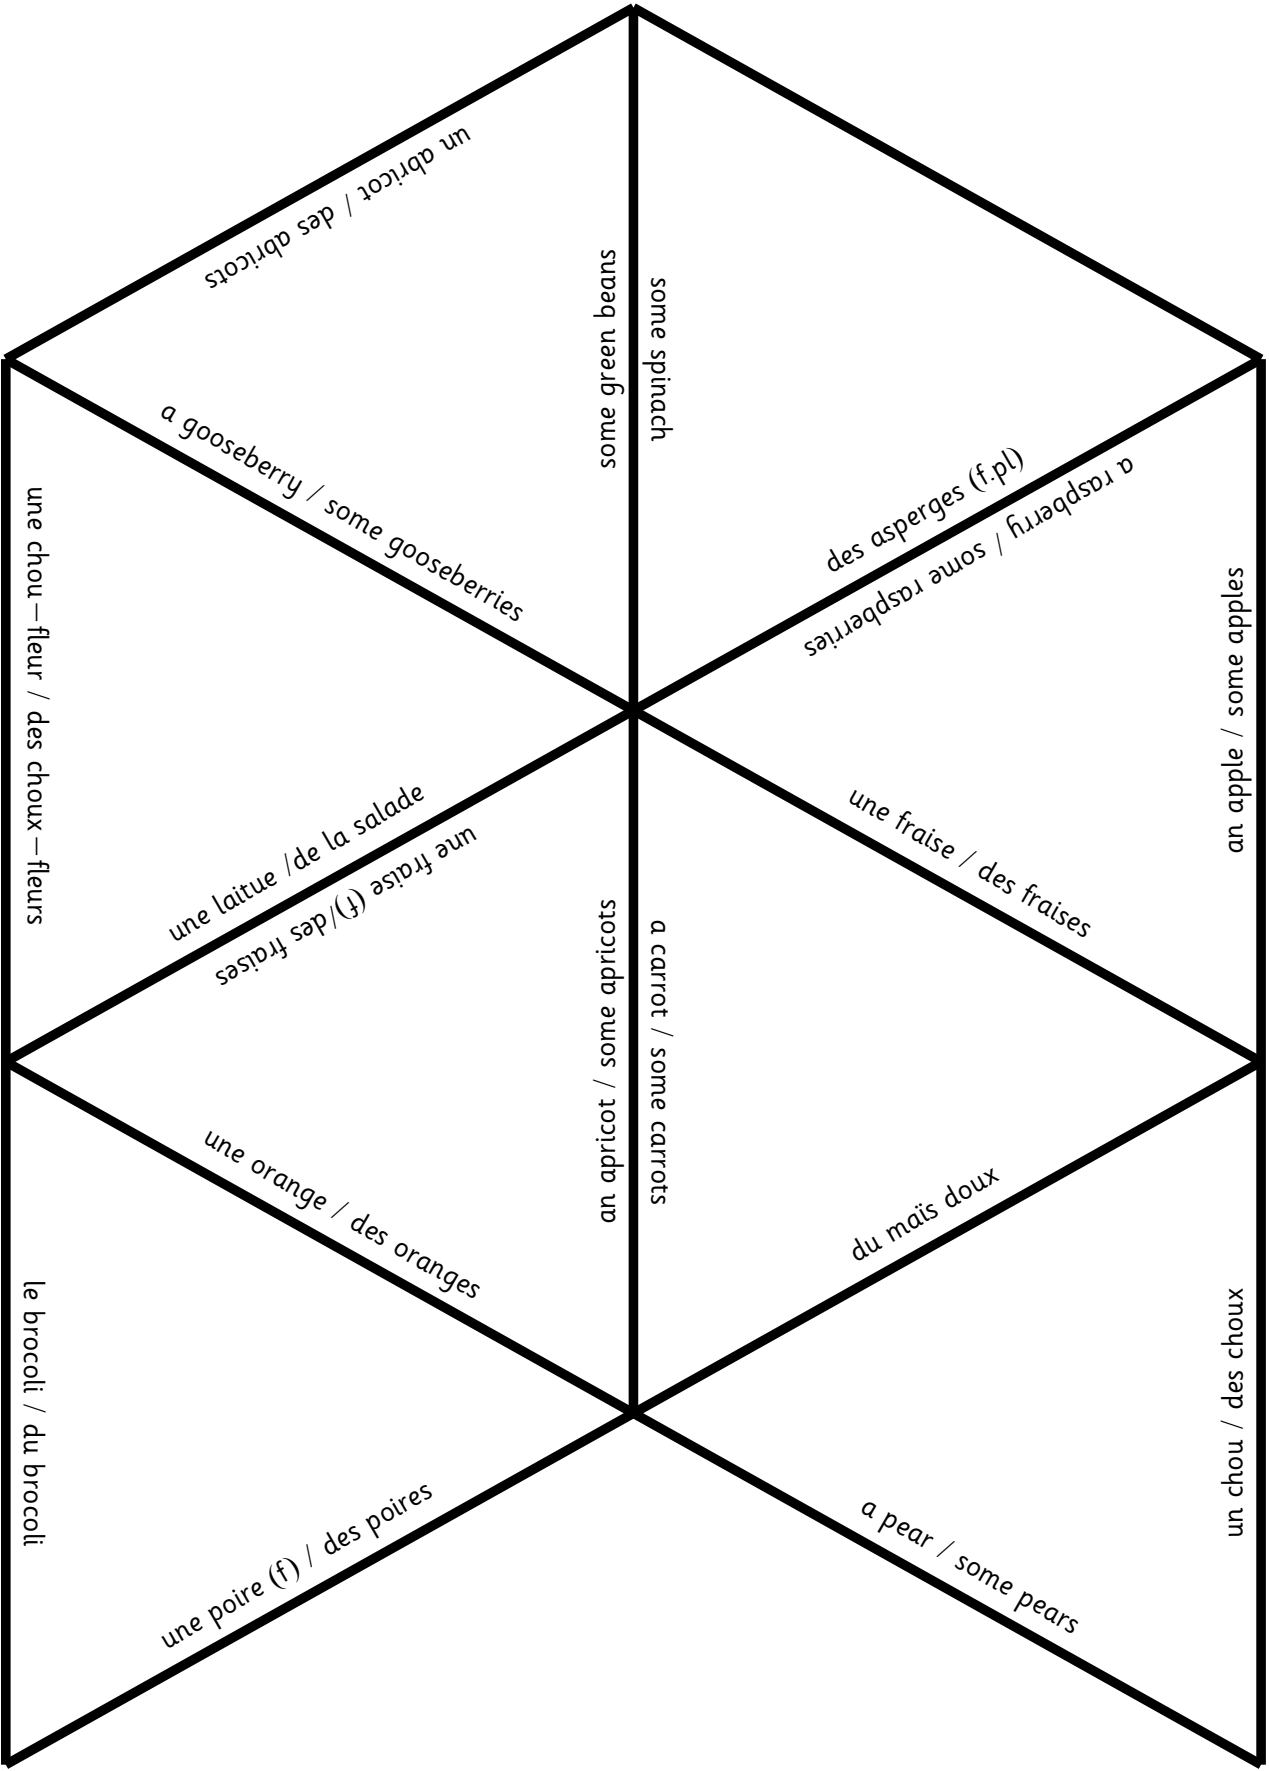 un abricot / des abricots
some green beans
some spinach
a gooseberry / some gooseberries
des asperges (f.pl)
a raspberry / some raspberries
une chou–fleur / des choux–fleurs
an apple / some apples
une laitue /de la salade
une fraise (f)/des fraises
une fraise / des fraises
an apricot / some apricots
a carrot / some carrots
une orange / des oranges
du maïs doux
le brocoli / du brocoli
un chou / des choux
une poire (f) / des poires
a pear / some pears